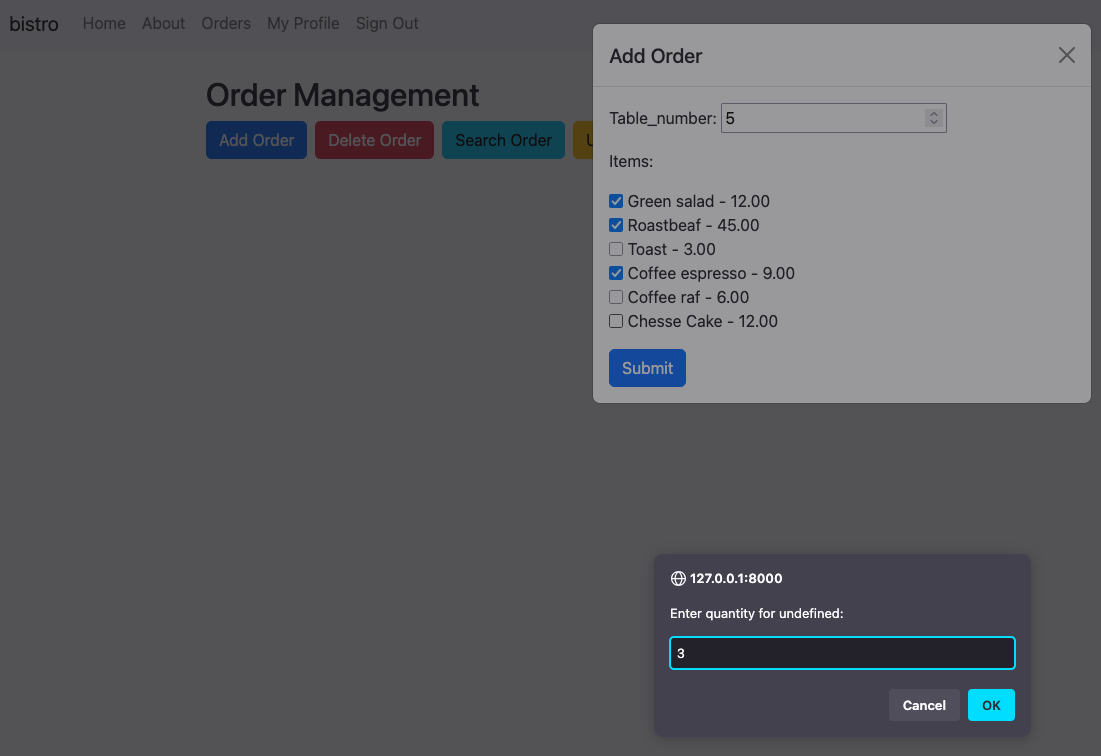 bistro Home About Orders My Profile Sign Out
Add Order
Order Management
Add Order Delete Order Search Order U
Table_number: 5
Items:
Green salad - 12.00
Roastbeaf - 45.00
Toast - 3.00
Coffee espresso - 9.00
Coffee raf - 6.00
Chesse Cake - 12.00
Submit
127.0.0.1:8000
Enter quantity for undefined:
3
Cancel OK